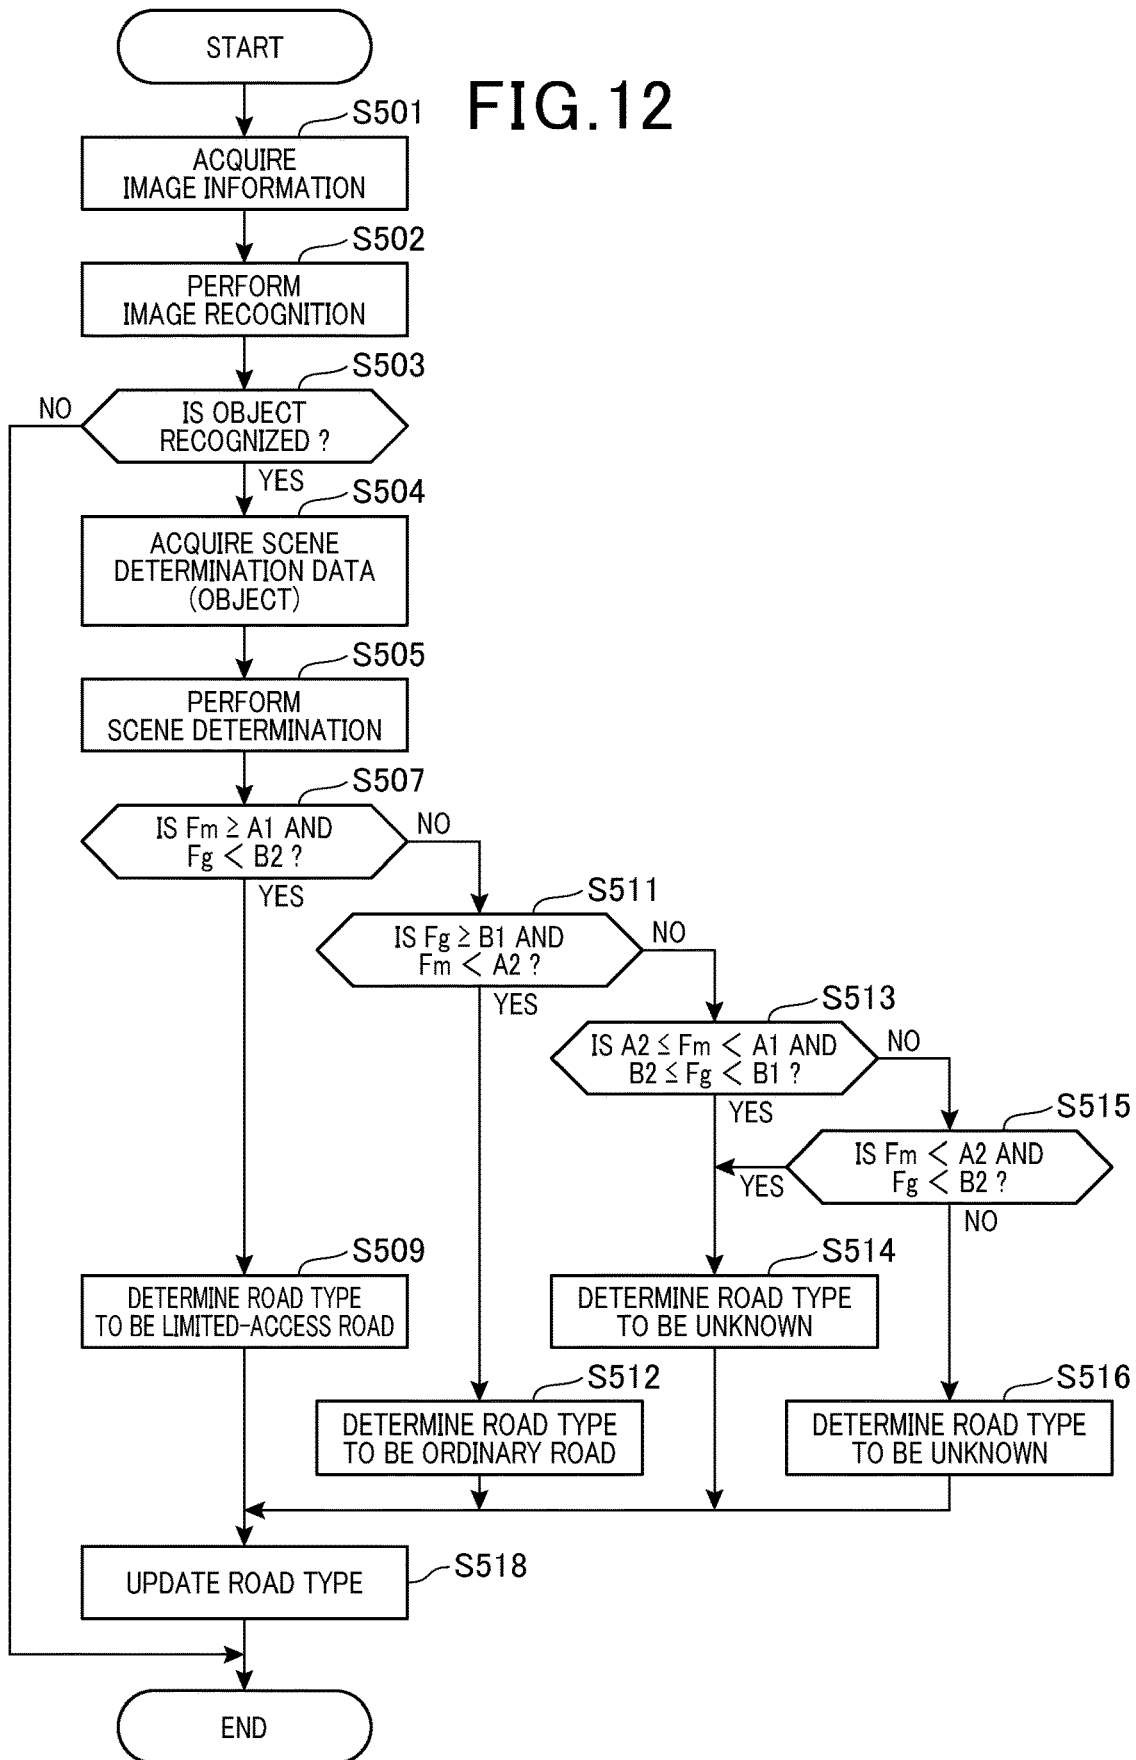 START
FIG.12
S501
ACQUIRE
IMAGE INFORMATION
S502
PERFORM
IMAGE RECOGNITION
S503
NO
IS OBJECT
RECOGNIZED ?
YES
S504
ACQUIRE SCENE
DETERMINATION DATA
(OBJECT)
S505
PERFORM
SCENE DETERMINATION
S507
IS Fm ≥ A1 AND
Fg < B2 ?
NO
YES
S511
IS Fg ≥ B1 AND
Fm < A2 ?
NO
YES
S513
IS A2 ≤ Fm < A1 AND
B2 ≤ Fg < B1 ?
NO
YES
S515
IS Fm < A2 AND
Fg < B2 ?
YES
NO
S509
DETERMINE ROAD TYPE
TO BE LIMITED-ACCESS ROAD
S514
DETERMINE ROAD TYPE
TO BE UNKNOWN
S512
DETERMINE ROAD TYPE
TO BE ORDINARY ROAD
S516
DETERMINE ROAD TYPE
TO BE UNKNOWN
UPDATE ROAD TYPE
S518
END